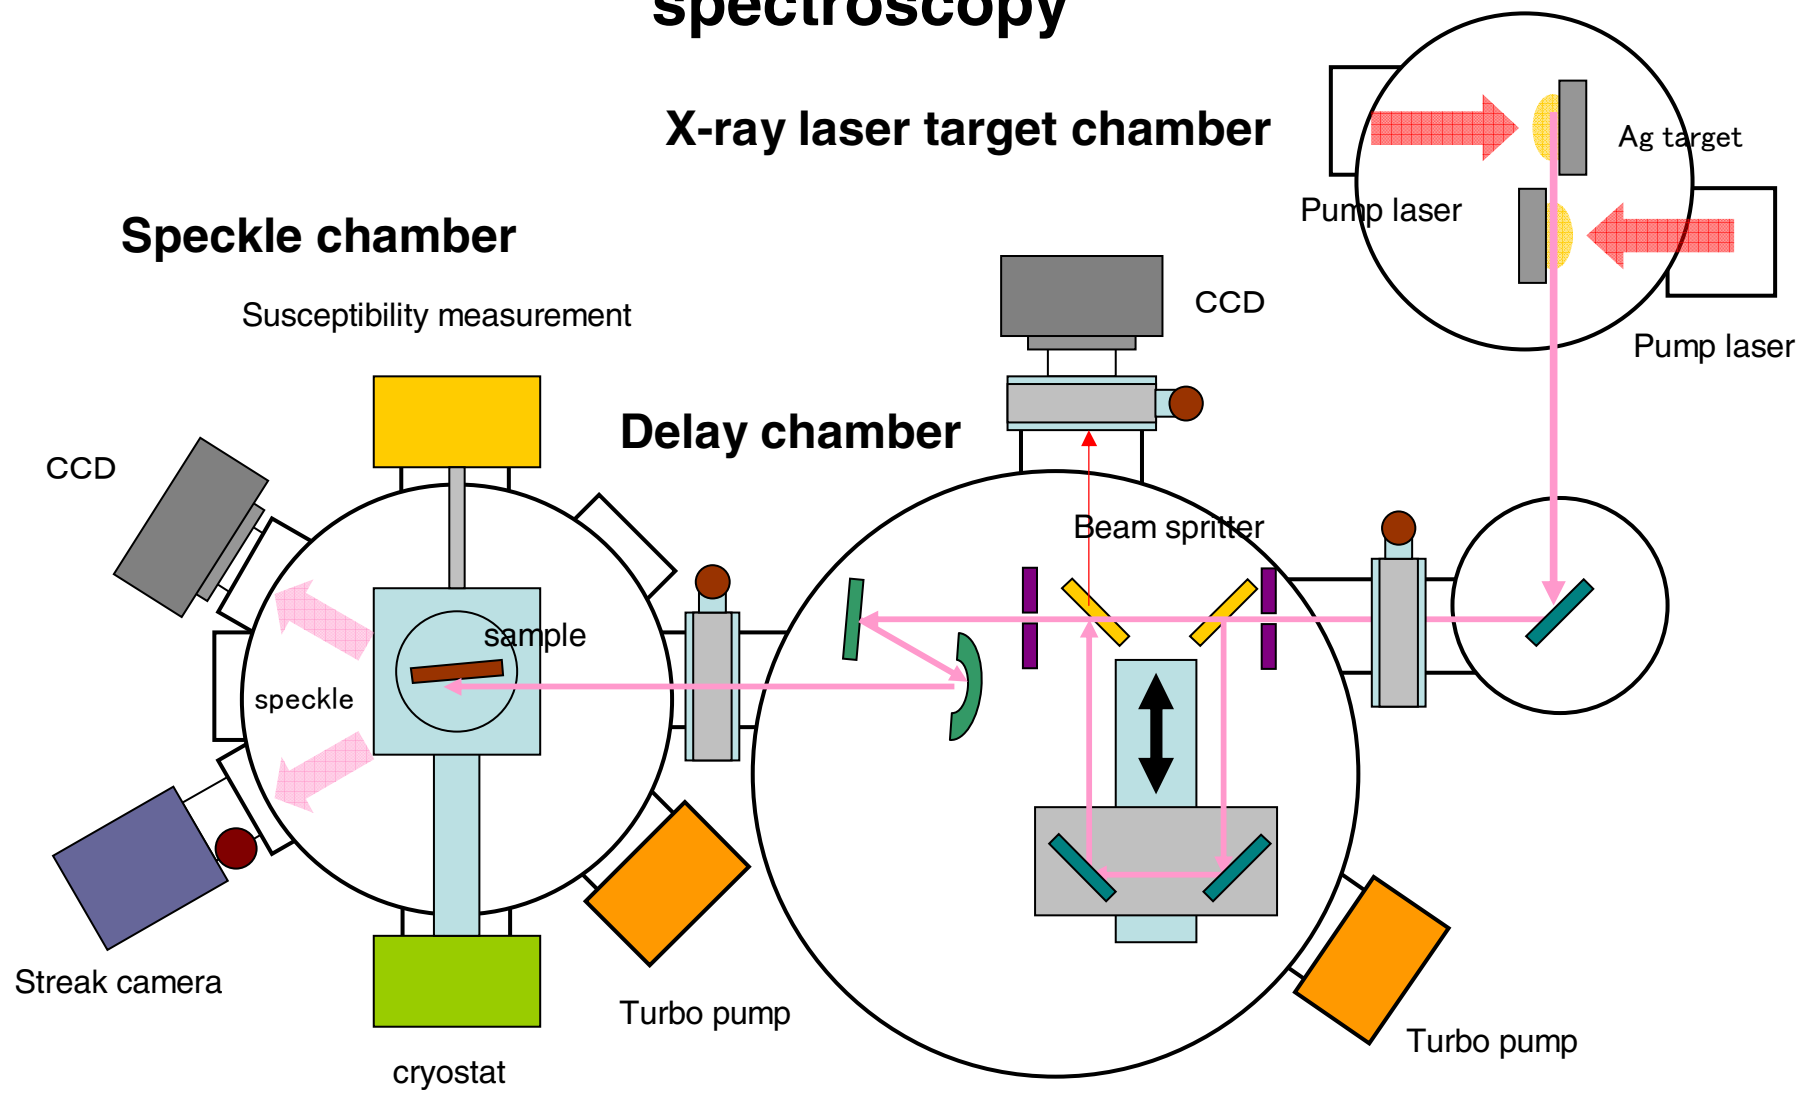 spectroscopy
X-ray laser target chamber
Ag target
Pump laser
Speckle chamber
Susceptibility measurement
CCD
Pump laser
Delay chamber
CCD
Beam spritter
sample
speckle
Streak camera
Turbo pump
Turbo pump
cryostat